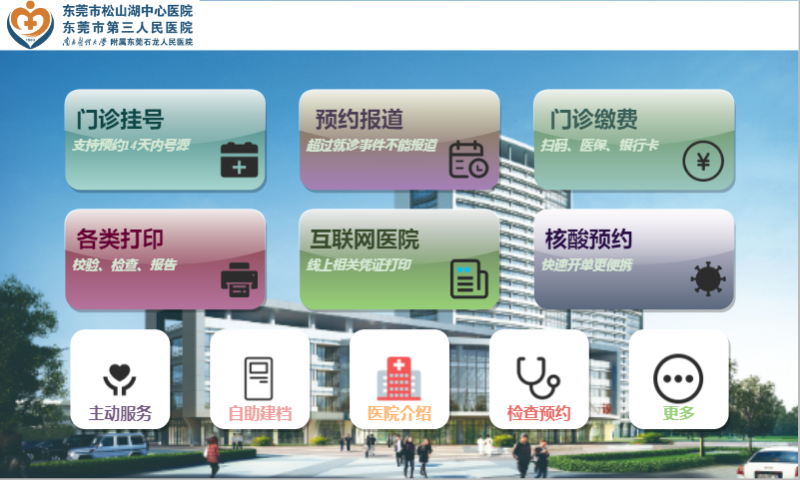 东莞市松山湖中心医院
东莞市第三人民医院
南方医科大学 附属东莞石龙人民医院
门诊挂号
支持预约14天内号源
预约报道
超过就诊事件不能报道
门诊缴费
扫码、医保、银行卡
¥
各类打印
校验、检查、报告
互联网医院
线上相关凭证打印
核酸预约
快速开单更便携
主动服务
自助建档
医院介绍
检查预约
更多